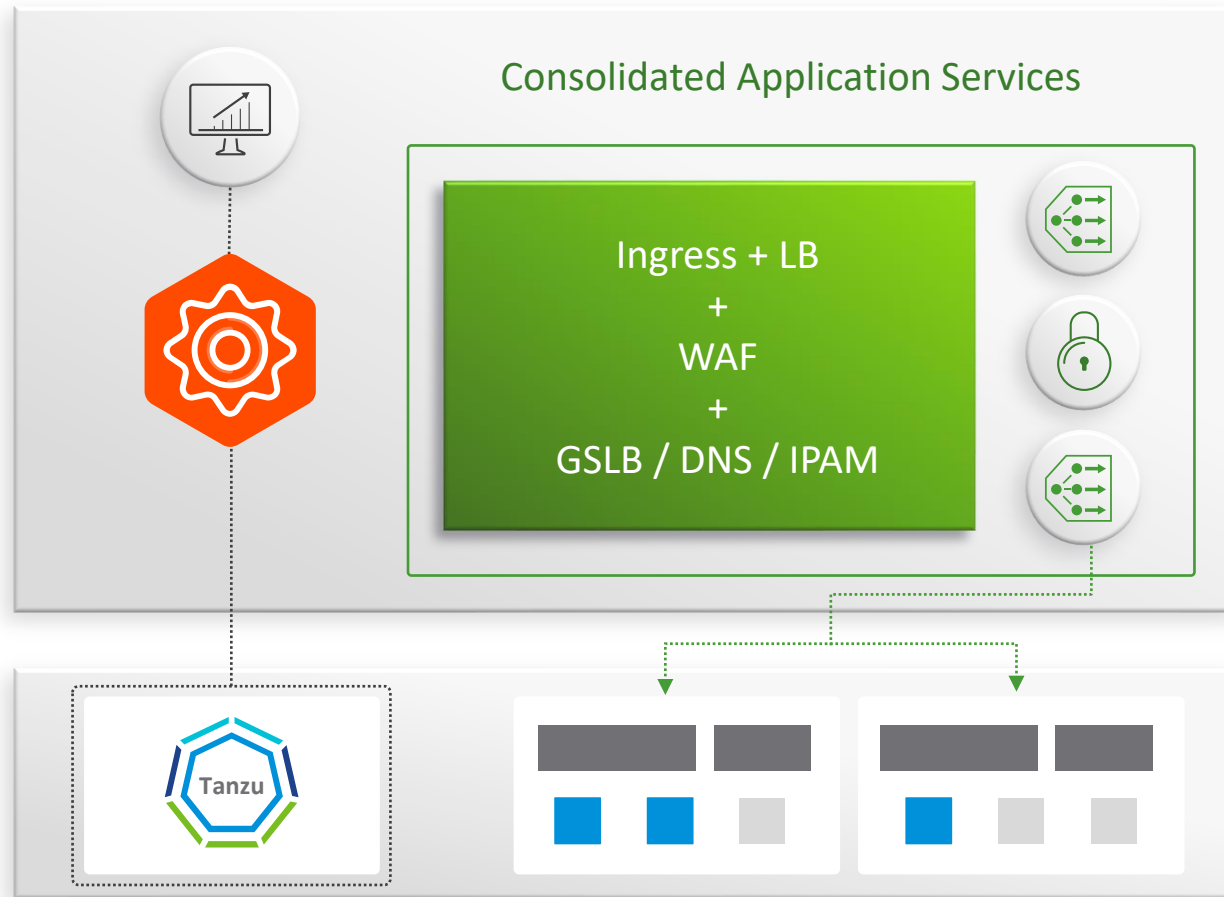 Consolidated Application Services
Ingress + LB
+
WAF
+
GSLB / DNS / IPAM
Tanzu